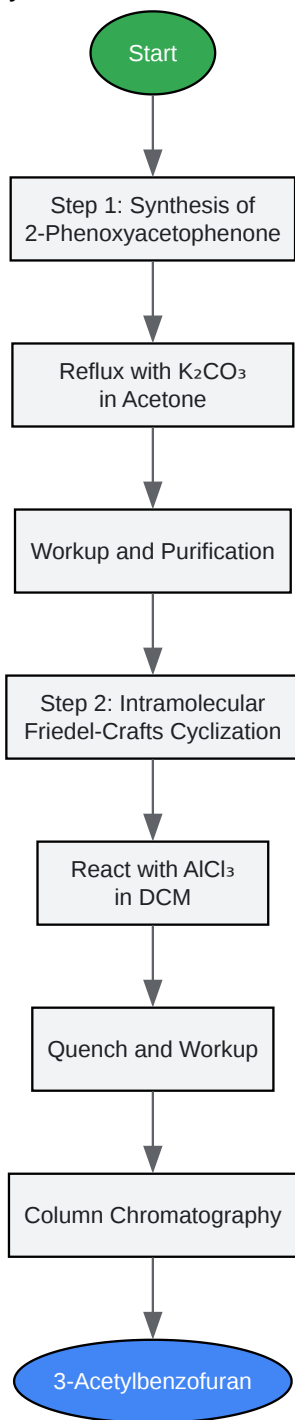 Start
Step 1: Synthesis of
2-Phenoxyacetophenone
Reflux with K₂CO₃
in Acetone
Workup and Purification
Step 2: Intramolecular
Friedel-Crafts Cyclization
React with AlCl₃
in DCM
Quench and Workup
Column Chromatography
3-Acetylbenzofuran